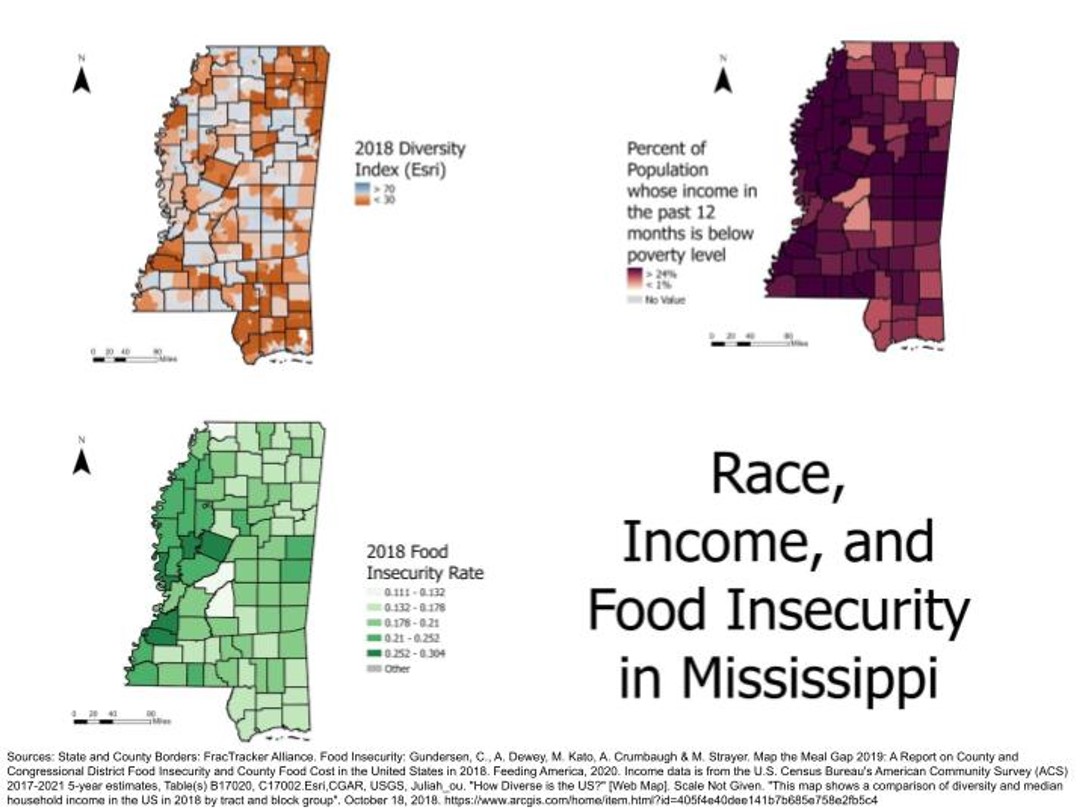 N
2018 Diversity
Index (Esri)
> 70
< 30
0 20 40 80
Miles
N
Percent of
Population
whose income in
the past 12
months is below
poverty level
> 24%
< 1%
No Value
0 20 40 80
Miles
N
2018 Food
Insecurity Rate
0.111 - 0.132
0.132 - 0.178
0.178 - 0.21
0.21 - 0.252
0.252 - 0.304
Other
0 20 40 80
Miles
Race,
Income, and
Food Insecurity
in Mississippi
Sources: State and County Borders: FracTracker Alliance. Food Insecurity: Gundersen, C., A. Dewey, M. Kato, A. Crumbaugh & M. Strayer. Map the Meal Gap 2019: A Report on County and
Congressional District Food Insecurity and County Food Cost in the United States in 2018. Feeding America, 2020. Income data is from the U.S. Census Bureau's American Community Survey (ACS)
2017-2021 5-year estimates, Table(s) B17020, C17002.Esri,CGAR, USGS, Juliah_ou. "How Diverse is the US?" [Web Map]. Scale Not Given. "This map shows a comparison of diversity and median
household income in the US in 2018 by tract and block group". October 18, 2018. https://www.arcgis.com/home/item.html?id=405f4e40dee141b7b685e758e2fb5c4